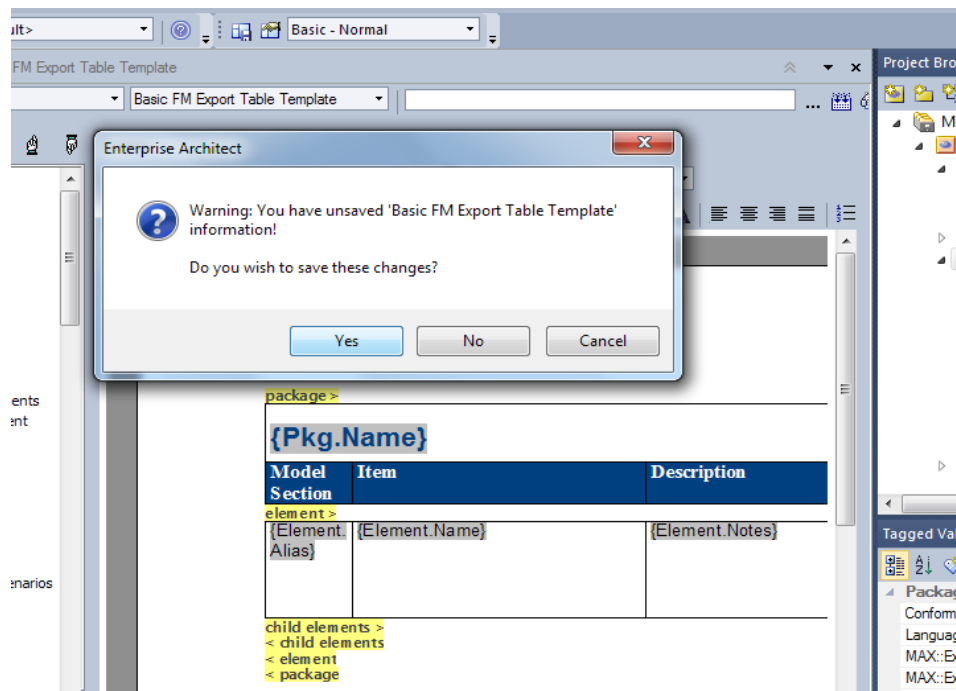 ult>
Basic - Normal
FM Export Table Template
Project Bro
Basic FM Export Table Template
...
M
Enterprise Architect
Warning: You have unsaved 'Basic FM Export Table Template'
information!
Do you wish to save these changes?
Yes
No
Cancel
ents
ent
package >
{Pkg.Name}
Model Section
Item
Description
element >
{Element.Alias}
{Element.Name}
{Element.Notes}
Tagged Val
enarios
Packag
Conform
Languag
MAX::Ex
MAX::Ex
child elements >
< child elements
< element
< package